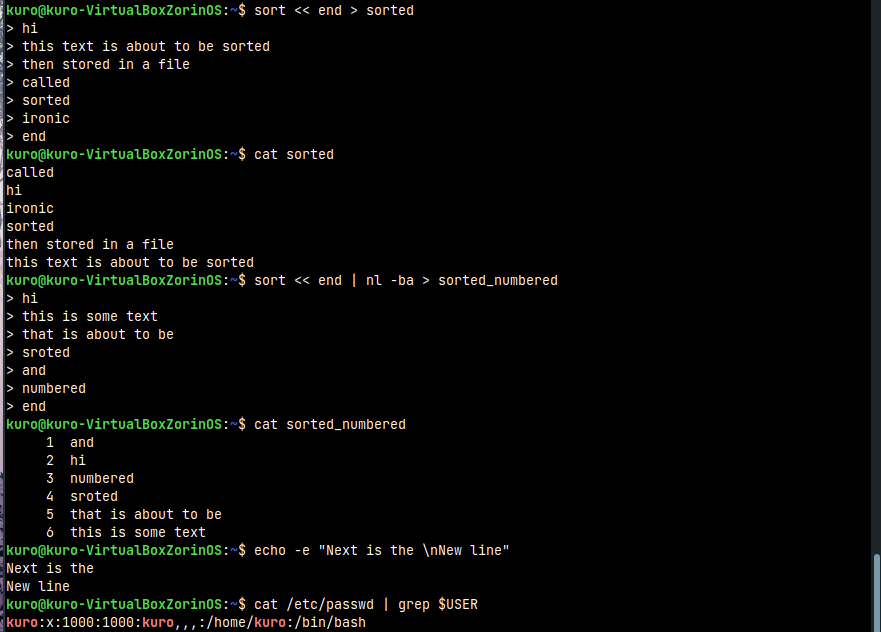 kuro@kuro-VirtualBoxZorinOS:~$ sort << end > sorted
> hi
> this text is about to be sorted
> then stored in a file
> called
> sorted
> ironic
> end
kuro@kuro-VirtualBoxZorinOS:~$ cat sorted
called
hi
ironic
sorted
then stored in a file
this text is about to be sorted
kuro@kuro-VirtualBoxZorinOS:~$ sort << end | nl -ba > sorted_numbered
> hi
> this is some text
> that is about to be
> sroted
> and
> numbered
> end
kuro@kuro-VirtualBoxZorinOS:~$ cat sorted_numbered
     1  and
     2  hi
     3  numbered
     4  sroted
     5  that is about to be
     6  this is some text
kuro@kuro-VirtualBoxZorinOS:~$ echo -e "Next is the \nNew line"
Next is the
New line
kuro@kuro-VirtualBoxZorinOS:~$ cat /etc/passwd | grep $USER
kuro:x:1000:1000:kuro,,,:/home/kuro:/bin/bash